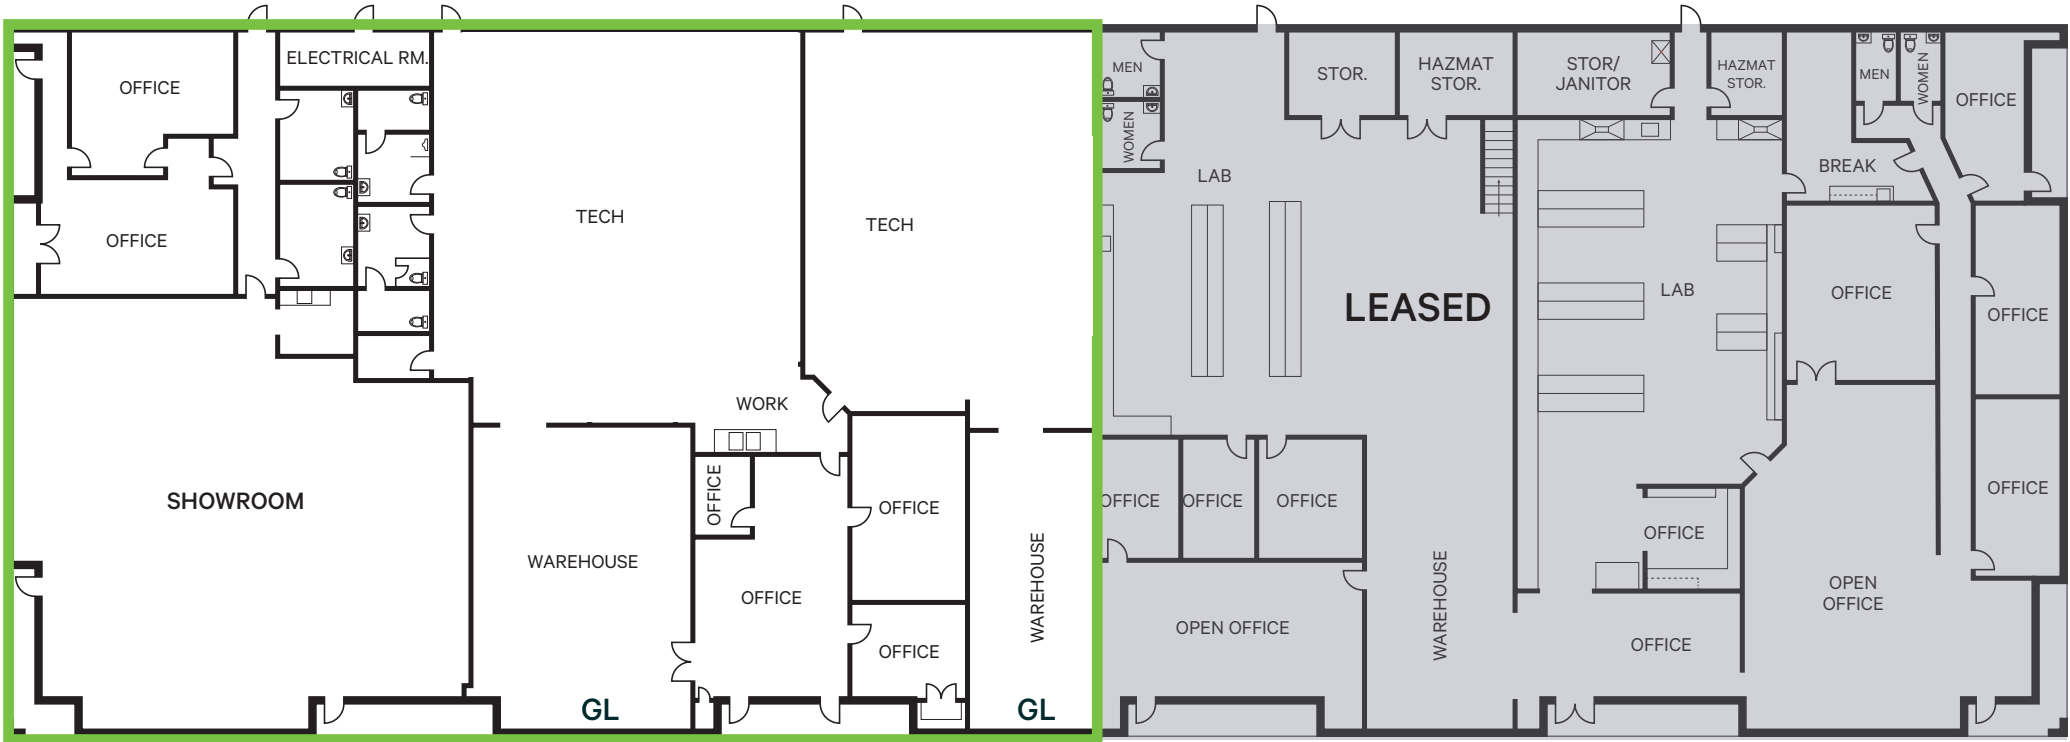 ELECTRICAL RM.
OFFICE
OFFICE
TECH
TECH
WORK
SHOWROOM
OFFICE
OFFICE
WAREHOUSE
OFFICE
WAREHOUSE
OFFICE
GL
GL
MEN
WOMEN
STOR.
HAZMAT
STOR.
STOR/
JANITOR
HAZMAT
STOR.
MEN
WOMEN
OFFICE
BREAK
LAB
LEASED
LAB
OFFICE
OFFICE
OFFICE
OFFICE
OFFICE
OFFICE
OFFICE
WAREHOUSE
OPEN
OFFICE
OPEN OFFICE
OFFICE